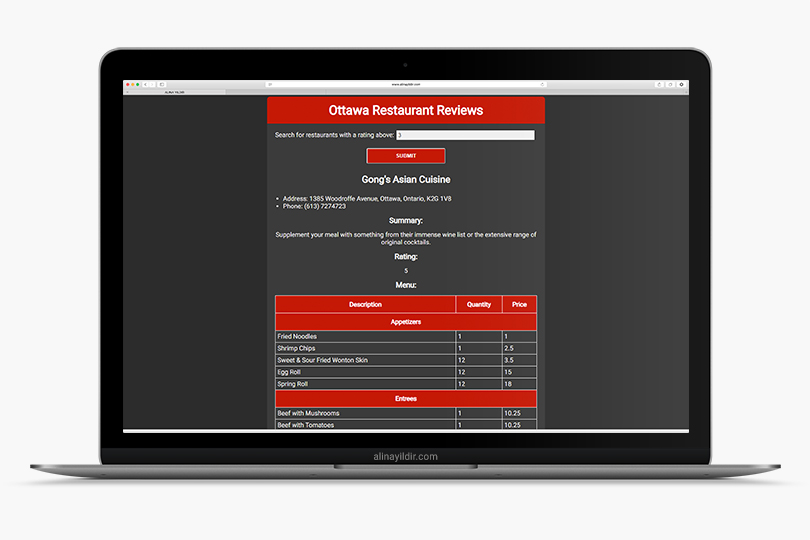 www.alinayildir.com
ALINA YILDIR
Ottawa Restaurant Reviews
Search for restaurants with a rating above: 3
SUBMIT
Gong's Asian Cuisine
• Address: 1385 Woodroffe Avenue, Ottawa, Ontario, K2G 1V8
• Phone: (613) 7274723
Summary:
Supplement your meal with something from their immense wine list or the extensive range of
original cocktails.
Rating:
5
Menu:
Description Quantity Price
Appetizers
Fried Noodles 1 1
Shrimp Chips 1 2.5
Sweet & Sour Fried Wonton Skin 12 3.5
Egg Roll 12 15
Spring Roll 12 18
Entrees
Beef with Mushrooms 1 10.25
Beef with Tomatoes 1 10.25
alinayildir.com